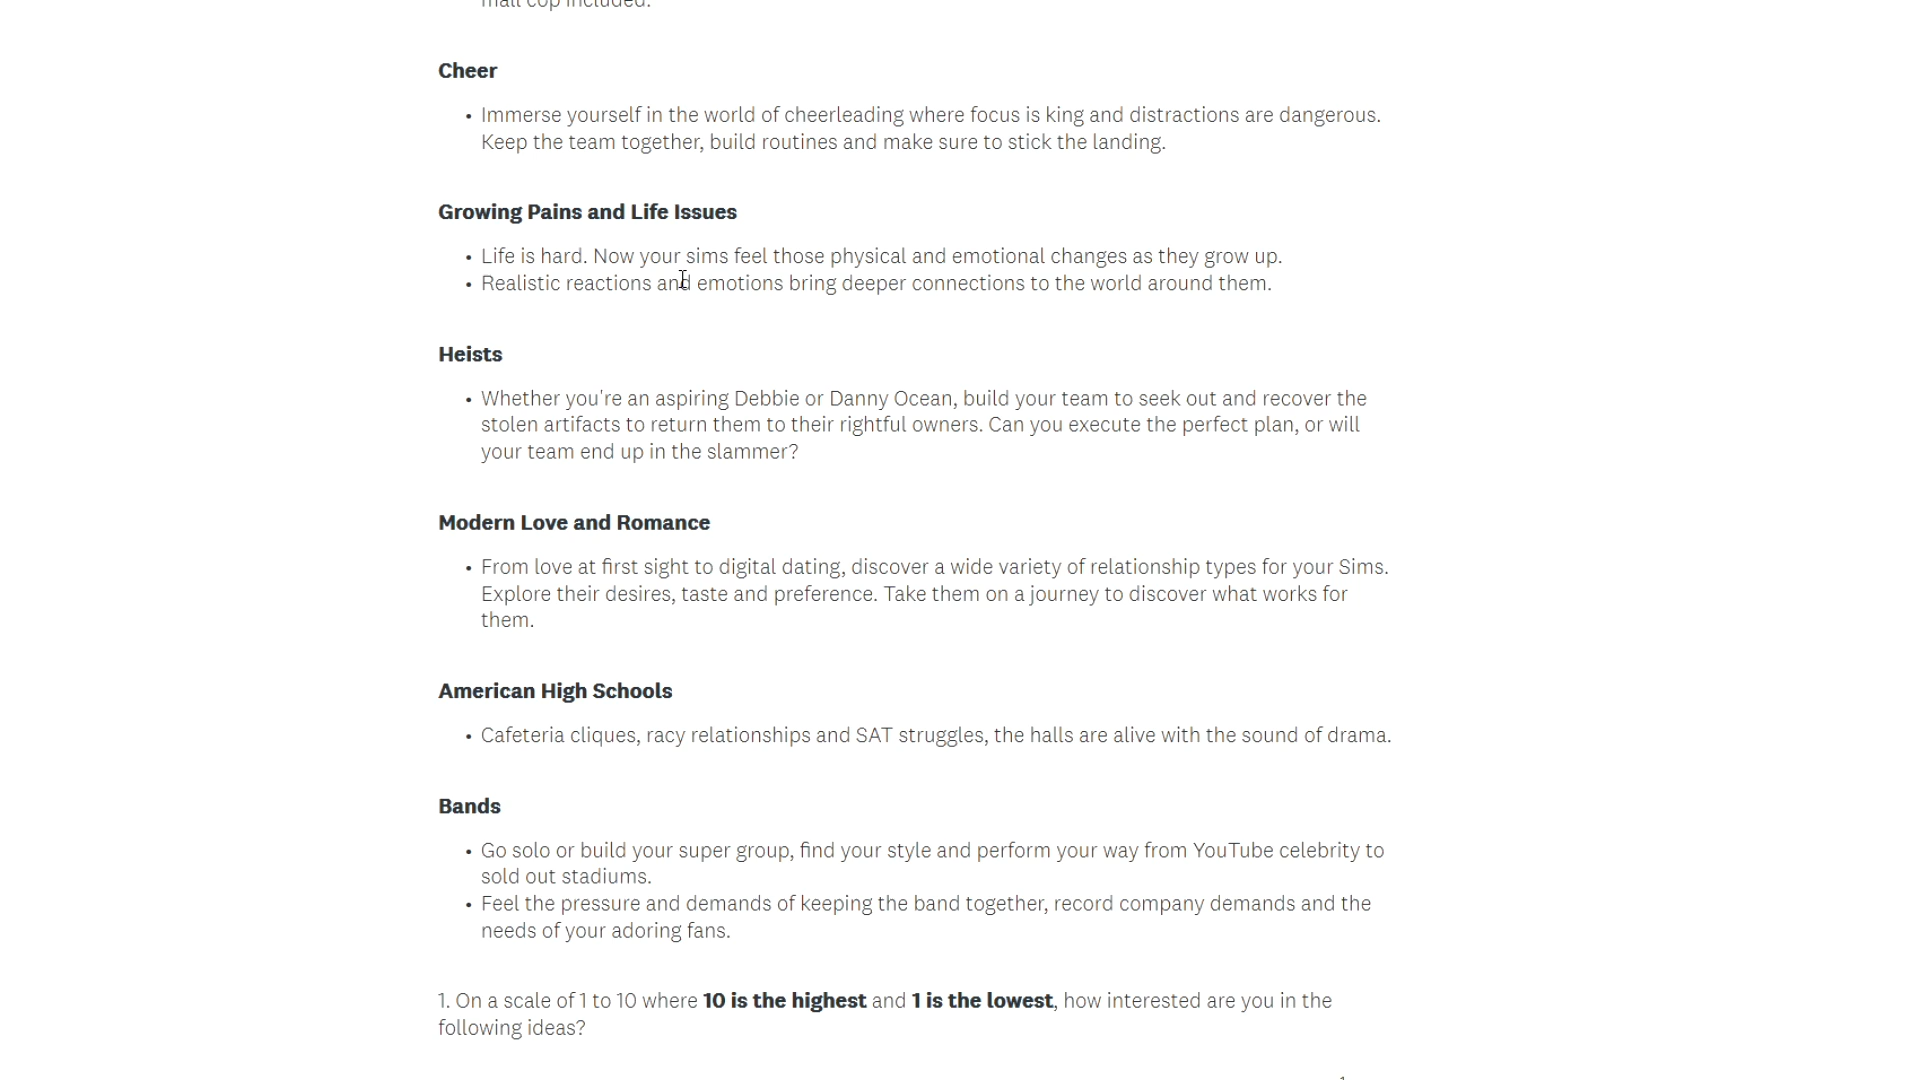 mall cop included.
Cheer
• Immerse yourself in the world of cheerleading where focus is king and distractions are dangerous.
Keep the team together, build routines and make sure to stick the landing.
Growing Pains and Life Issues
• Life is hard. Now your sims feel those physical and emotional changes as they grow up.
• Realistic reactions and emotions bring deeper connections to the world around them.
Heists
• Whether you're an aspiring Debbie or Danny Ocean, build your team to seek out and recover the
stolen artifacts to return them to their rightful owners. Can you execute the perfect plan, or will
your team end up in the slammer?
Modern Love and Romance
• From love at first sight to digital dating, discover a wide variety of relationship types for your Sims.
Explore their desires, taste and preference. Take them on a journey to discover what works for
them.
American High Schools
• Cafeteria cliques, racy relationships and SAT struggles, the halls are alive with the sound of drama.
Bands
• Go solo or build your super group, find your style and perform your way from YouTube celebrity to
sold out stadiums.
• Feel the pressure and demands of keeping the band together, record company demands and the
needs of your adoring fans.
1. On a scale of 1 to 10 where 10 is the highest and 1 is the lowest, how interested are you in the
following ideas?